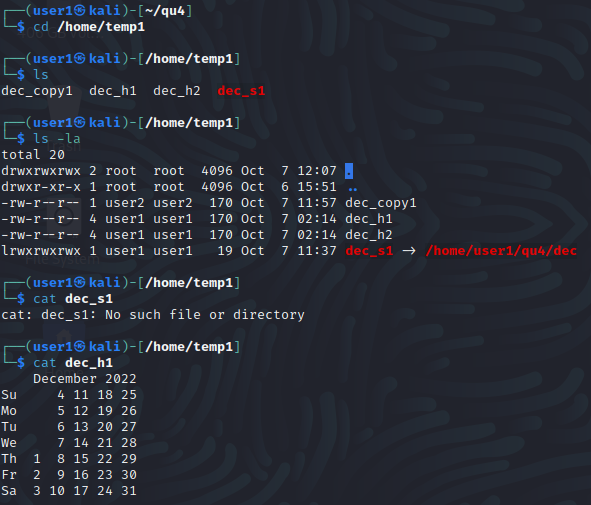 ┌──(user1㉿kali)-[~/qu4]
└─$ cd /home/temp1
┌──(user1㉿kali)-[/home/temp1]
└─$ ls
dec_copy1  dec_h1  dec_h2  dec_s1
┌──(user1㉿kali)-[/home/temp1]
└─$ ls -la
total 20
drwxrwxrwx 2 root  root  4096 Oct  7 12:07 .
drwxr-xr-x 1 root  root  4096 Oct  6 15:51 ..
-rw-r--r-- 1 user2 user2  170 Oct  7 11:57 dec_copy1
-rw-r--r-- 4 user1 user1  170 Oct  7 02:14 dec_h1
-rw-r--r-- 4 user1 user1  170 Oct  7 02:14 dec_h2
lrwxrwxrwx 1 user1 user1   19 Oct  7 11:37 dec_s1 → /home/user1/qu4/dec
┌──(user1㉿kali)-[/home/temp1]
└─$ cat dec_s1
cat: dec_s1: No such file or directory
┌──(user1㉿kali)-[/home/temp1]
└─$ cat dec_h1
    December 2022
Su     4 11 18 25
Mo     5 12 19 26
Tu     6 13 20 27
We     7 14 21 28
Th  1  8 15 22 29
Fr  2  9 16 23 30
Sa  3 10 17 24 31